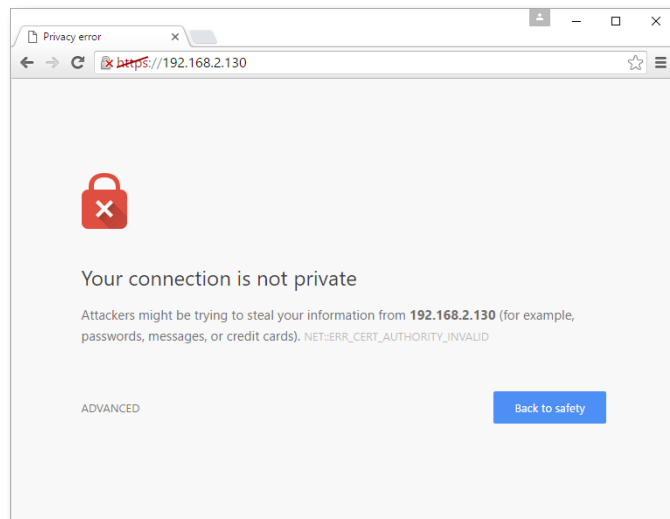 Privacy error
https://192.168.2.130
Your connection is not private
Attackers might be trying to steal your information from 192.168.2.130 (for example,
passwords, messages, or credit cards). NET::ERR_CERT_AUTHORITY_INVALID
ADVANCED
Back to safety